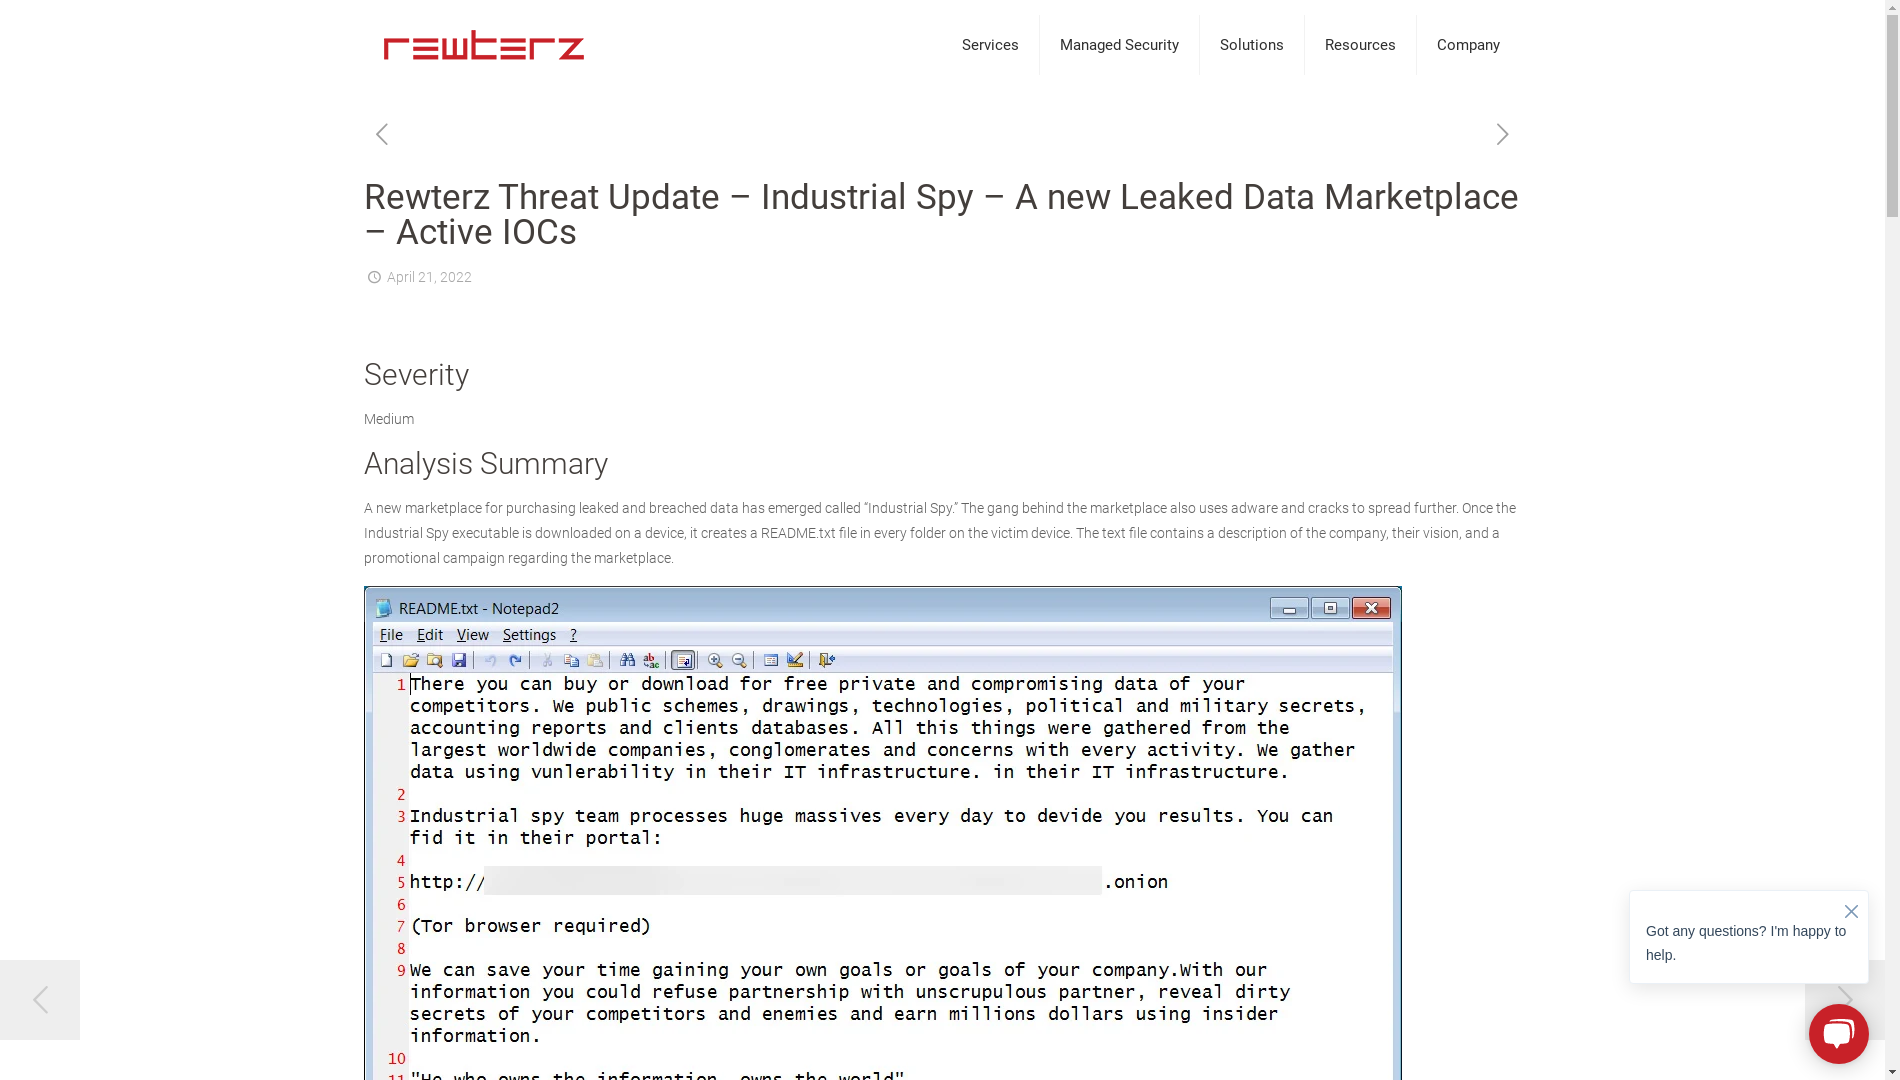 rewterz
Services
Managed Security
Solutions
Resources
Company
Rewterz Threat Update – Industrial Spy – A new Leaked Data Marketplace
– Active IOCs
April 21, 2022
Severity
Medium
Analysis Summary
A new marketplace for purchasing leaked and breached data has emerged called “Industrial Spy.” The gang behind the marketplace also uses adware and cracks to spread further. Once the
Industrial Spy executable is downloaded on a device, it creates a README.txt file in every folder on the victim device. The text file contains a description of the company, their vision, and a
promotional campaign regarding the marketplace.
README.txt - Notepad2
File Edit View Settings ?
1 There you can buy or download for free private and compromising data of your
competitors. We public schemes, drawings, technologies, political and military secrets,
accounting reports and clients databases. All this things were gathered from the
largest worldwide companies, conglomerates and concerns with every activity. We gather
data using vunlerability in their IT infrastructure. in their IT infrastructure.
2
3 Industrial spy team processes huge massives every day to devide you results. You can
fid it in their portal:
4
5 http:// .onion
6
7 (Tor browser required)
8
9 We can save your time gaining your own goals or goals of your company.With our
information you could refuse partnership with unscrupulous partner, reveal dirty
secrets of your competitors and enemies and earn millions dollars using insider
information.
10
11 "He who owns the information, owns the world"
Got any questions? I'm happy to
help.